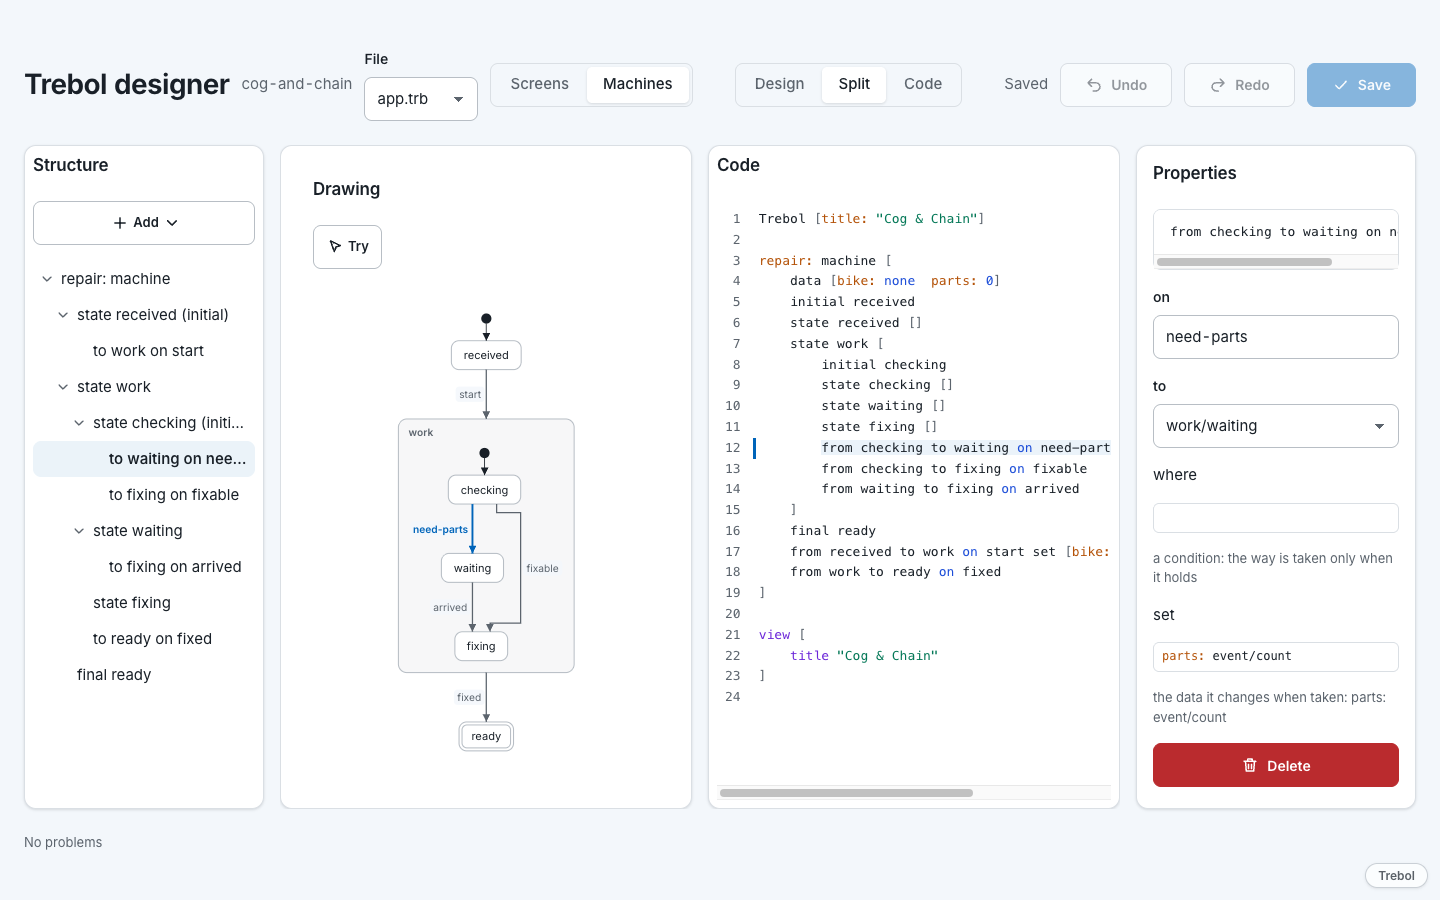 Trebol designer
cog-and-chain
File
app.trb
Screens
Machines
Design
Split
Code
Saved
Undo
Redo
Save
Structure
Add
repair: machine
state received (initial)
to work on start
state work
state checking (initi...
to waiting on nee...
to fixing on fixable
state waiting
to fixing on arrived
state fixing
to ready on fixed
final ready
Drawing
Try
received
start
work
checking
need-parts
waiting
fixable
arrived
fixing
fixed
ready
Code
1 Trebol [title: "Cog & Chain"]
2
3 repair: machine [
4 data [bike: none  parts: 0]
5 initial received
6 state received []
7 state work [
8 initial checking
9 state checking []
10 state waiting []
11 state fixing []
12 from checking to waiting on need-part
13 from checking to fixing on fixable
14 from waiting to fixing on arrived
15 ]
16 final ready
17 from received to work on start set [bike:
18 from work to ready on fixed
19 ]
20
21 view [
22 title "Cog & Chain"
23 ]
24
Properties
from checking to waiting on n
on
need-parts
to
work/waiting
where
a condition: the way is taken only when
it holds
set
parts: event/count
the data it changes when taken: parts:
event/count
Delete
No problems
Trebol